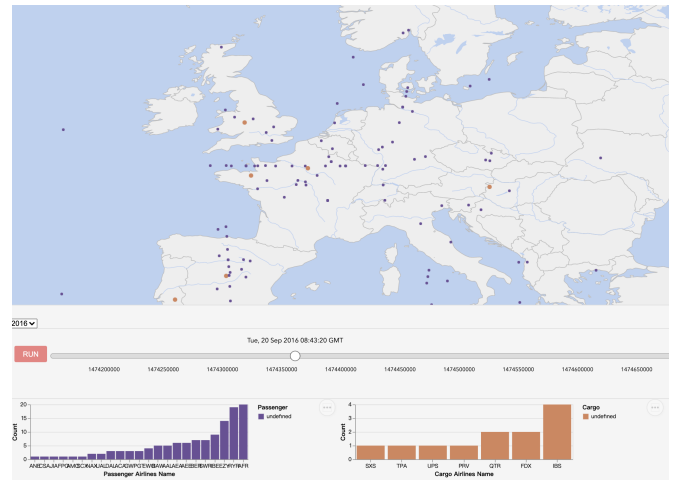 2016
Tue, 20 Sep 2016 08:43:20 GMT
RUN
1474200000 1474250000 1474300000 1474350000 1474400000 1474450000 1474500000 1474550000 1474600000 1474650000
20
15
10
5
0
Count
Passenger Airlines Name
Passenger
undefined
4
3
2
1
0
Count
SXS TPA UPS PRV QTR FOX IBS
Cargo Airlines Name
Cargo
undefined